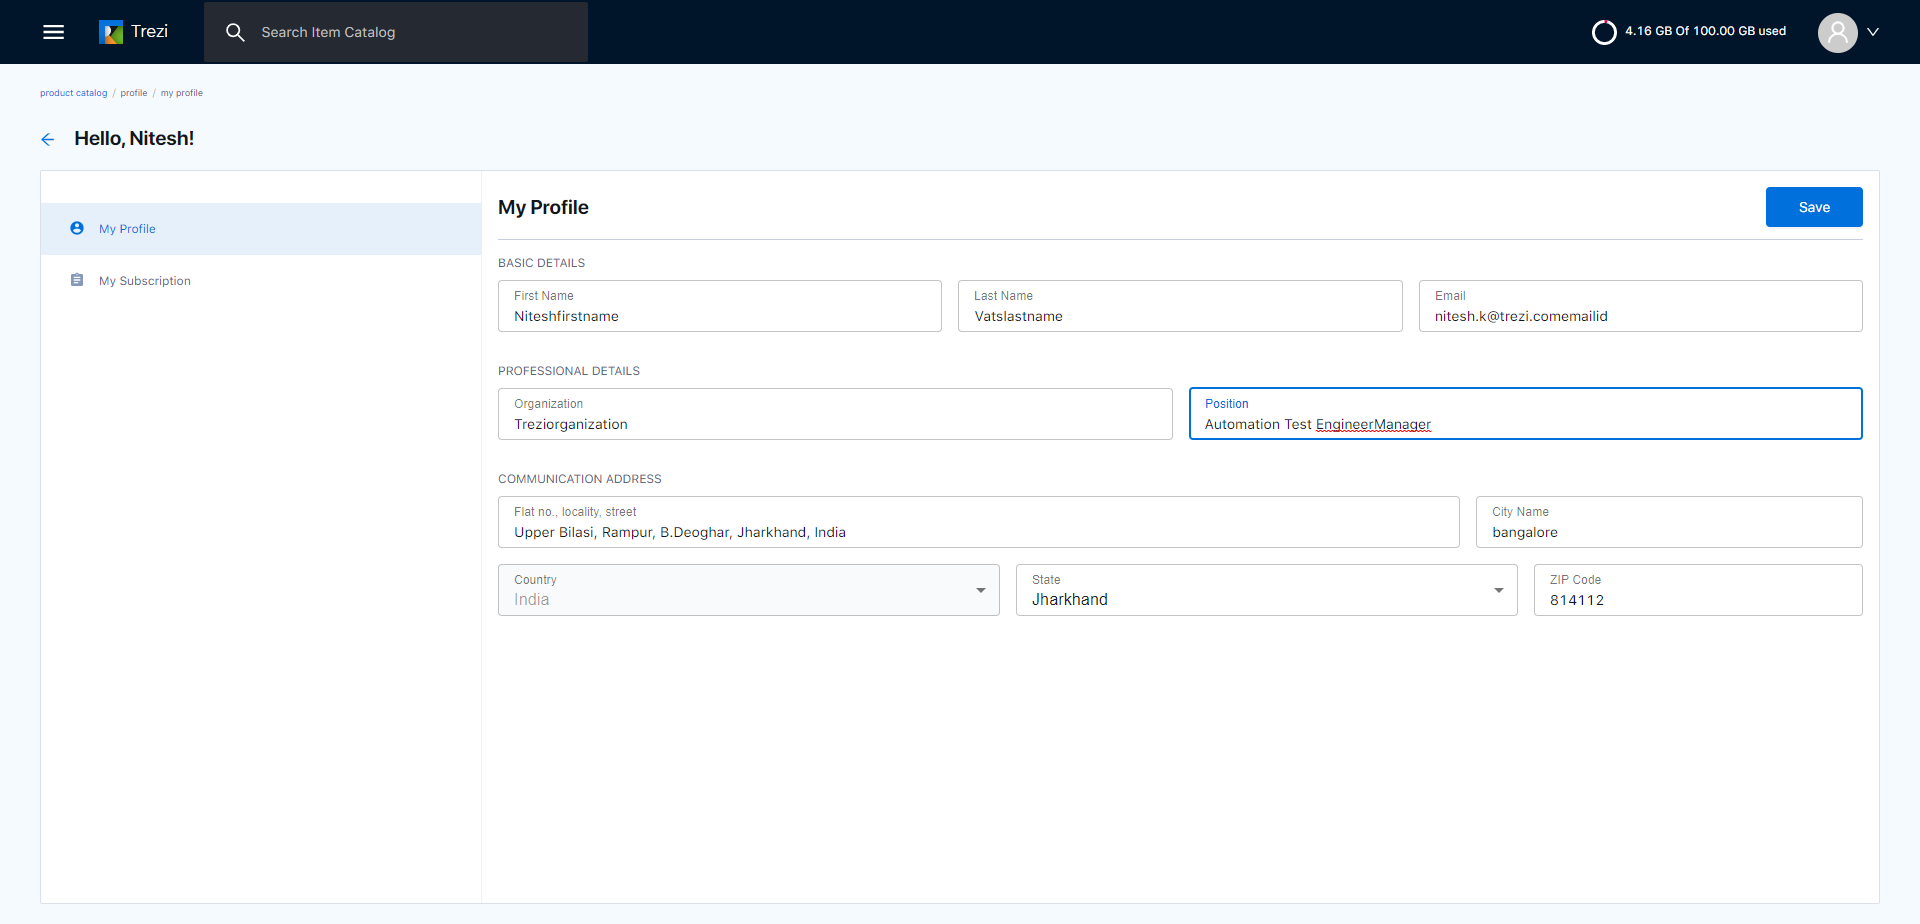 Trezi
Search Item Catalog
4.16 GB Of 100.00 GB used
product catalog / profile / my profile
Hello, Nitesh!
My Profile
My Subscription
My Profile
Save
BASIC DETAILS
First Name
Niteshfirstname
Last Name
Vatslastname
Email
nitesh.k@trezi.comemailid
PROFESSIONAL DETAILS
Organization
Treziorganization
Position
Automation Test EngineerManager
COMMUNICATION ADDRESS
Flat no., locality, street
Upper Bilasi, Rampur, B.Deoghar, Jharkhand, India
City Name
bangalore
Country
India
State
Jharkhand
ZIP Code
814112